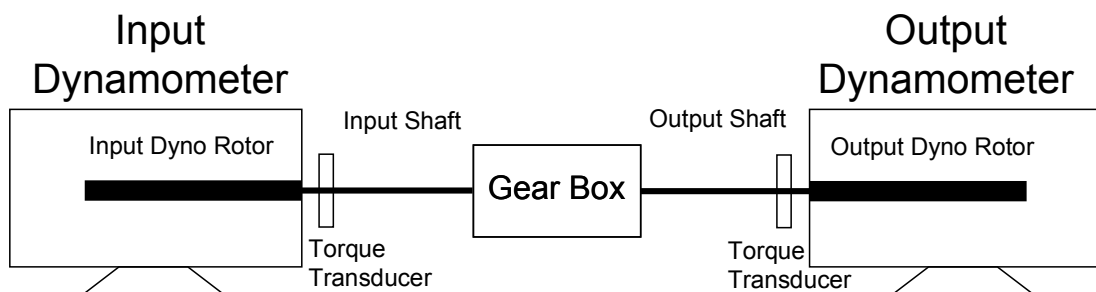 Input
Dynamometer
Output
Dynamometer
Input Shaft
Output Shaft
Input Dyno Rotor
Output Dyno Rotor
Gear Box
Torque
Transducer
Torque
Transducer